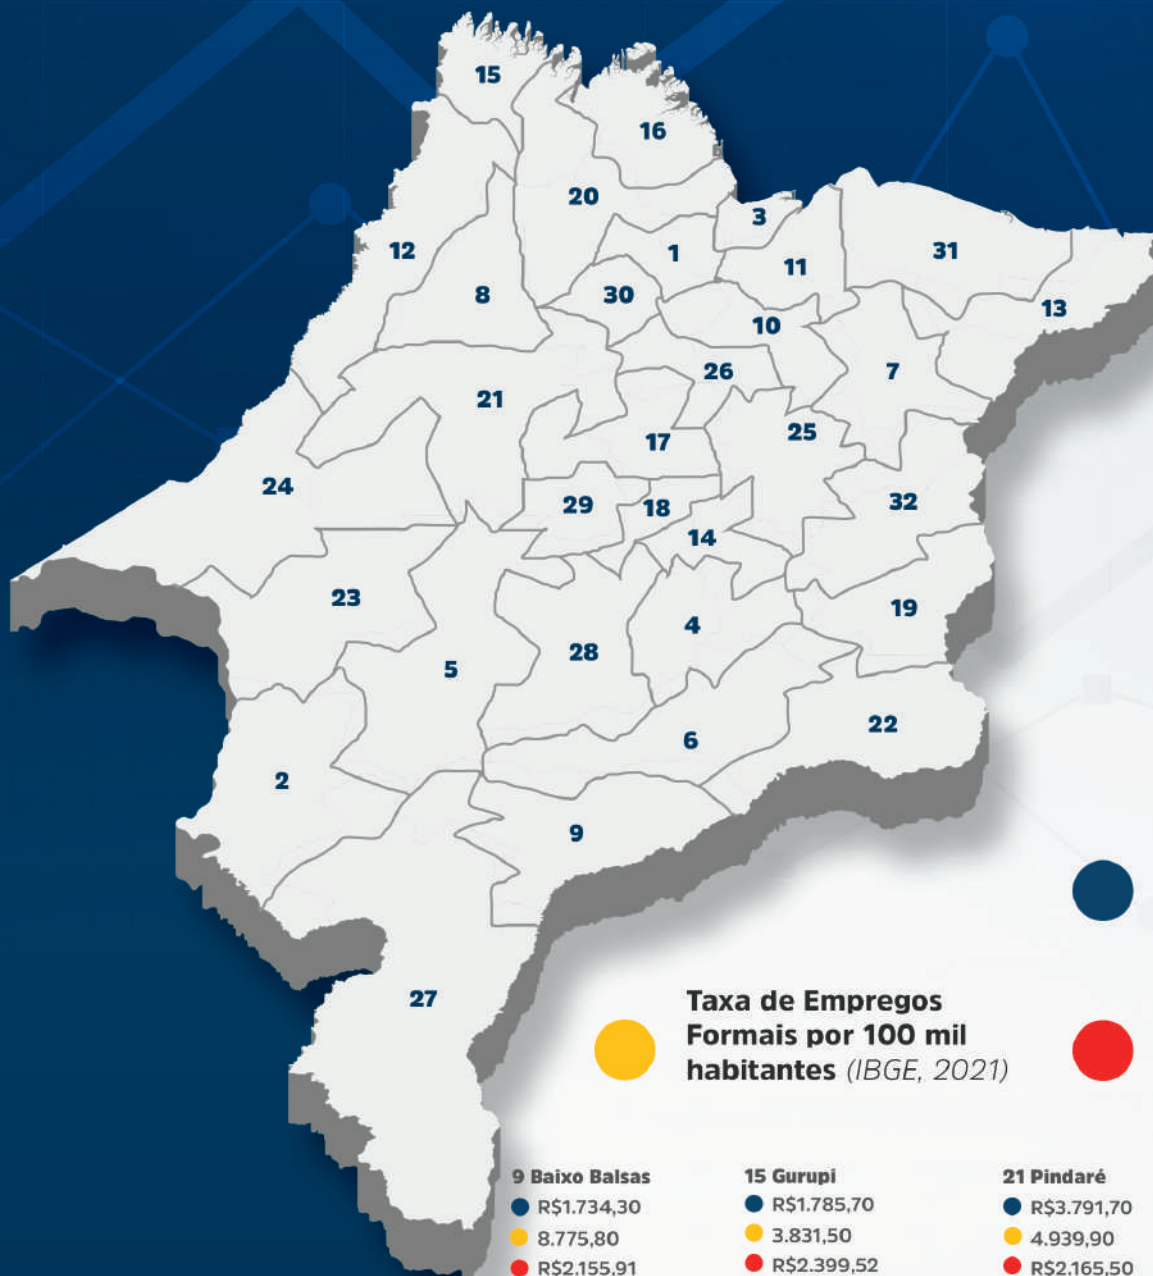 15
16
20
3
12
1
11
31
8
30
13
10
7
26
21
25
17
24
29
18
32
14
23
19
4
28
5
22
6
2
9
27
Taxa de Empregos
Formais por 100 mil
habitantes (IBGE, 2021)
9 Baixo Balsas
R$1.734,30
8.775,80
R$2.155,91
15 Gurupi
R$1.785,70
3.831,50
R$2.399,52
21 Pindaré
R$3.791,70
4.939,90
R$2.165,50